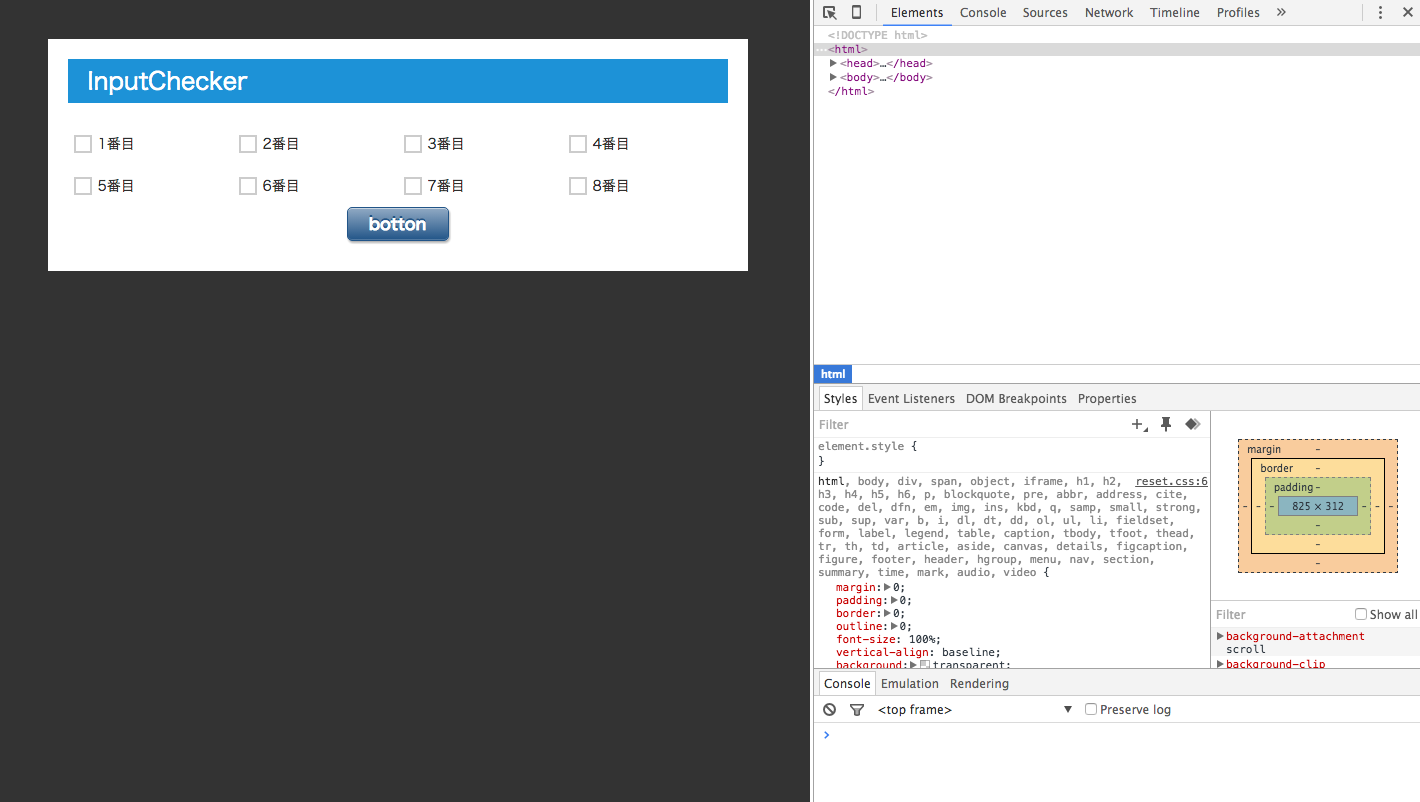 InputChecker
1番目 2番目 3番目 4番目
5番目 6番目 7番目 8番目
botton
Elements Console Sources Network Timeline Profiles »
<!DOCTYPE html>
…<html>
▶<head>…</head>
▶<body>…</body>
</html>
html
Styles Event Listeners DOM Breakpoints Properties
Filter
element.style {
}
html, body, div, span, object, iframe, h1, h2, reset.css:6
h3, h4, h5, h6, p, blockquote, pre, abbr, address, cite,
code, del, dfn, em, img, ins, kbd, q, samp, small, strong,
sub, sup, var, b, i, dl, dt, dd, ol, ul, li, fieldset,
form, label, legend, table, caption, tbody, tfoot, thead,
tr, th, td, article, aside, canvas, details, figcaption,
figure, footer, header, hgroup, menu, nav, section,
summary, time, mark, audio, video {
margin:▶0;
padding:▶0;
border:▶0;
outline:▶0;
font-size: 100%;
vertical-align: baseline;
background:▶transparent;
margin -
border -
padding -
- - - 825 × 312 - - -
-
-
-
Filter Show all
▶background-attachment
scroll
▶background-clip
Console Emulation Rendering
<top frame> ▼ Preserve log
>